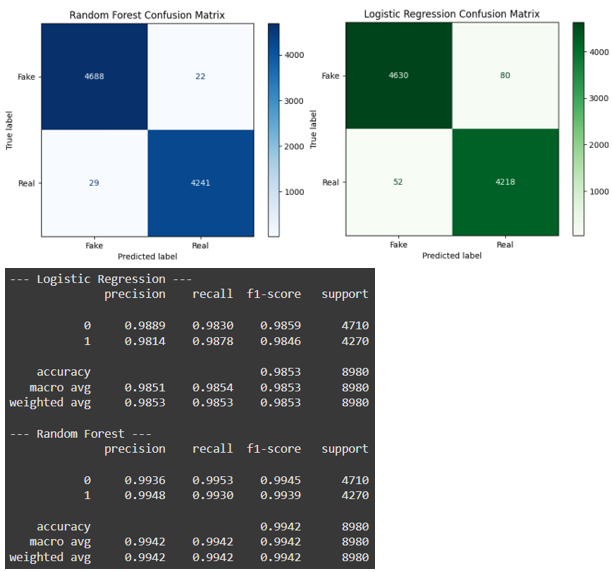 Random Forest Confusion Matrix
Fake
4688
22
4000
3000
True label
Real
29
4241
2000
1000
Fake
Real
Predicted label
Logistic Regression Confusion Matrix
Fake
4630
80
4000
3000
True label
Real
52
4218
2000
1000
Fake
Real
Predicted label
--- Logistic Regression ---
precision recall f1-score support
0 0.9889 0.9830 0.9859 4710
1 0.9814 0.9878 0.9846 4270
accuracy 0.9853 8980
macro avg 0.9851 0.9854 0.9853 8980
weighted avg 0.9853 0.9853 0.9853 8980
--- Random Forest ---
precision recall f1-score support
0 0.9936 0.9953 0.9945 4710
1 0.9948 0.9930 0.9939 4270
accuracy 0.9942 8980
macro avg 0.9942 0.9942 0.9942 8980
weighted avg 0.9942 0.9942 0.9942 8980